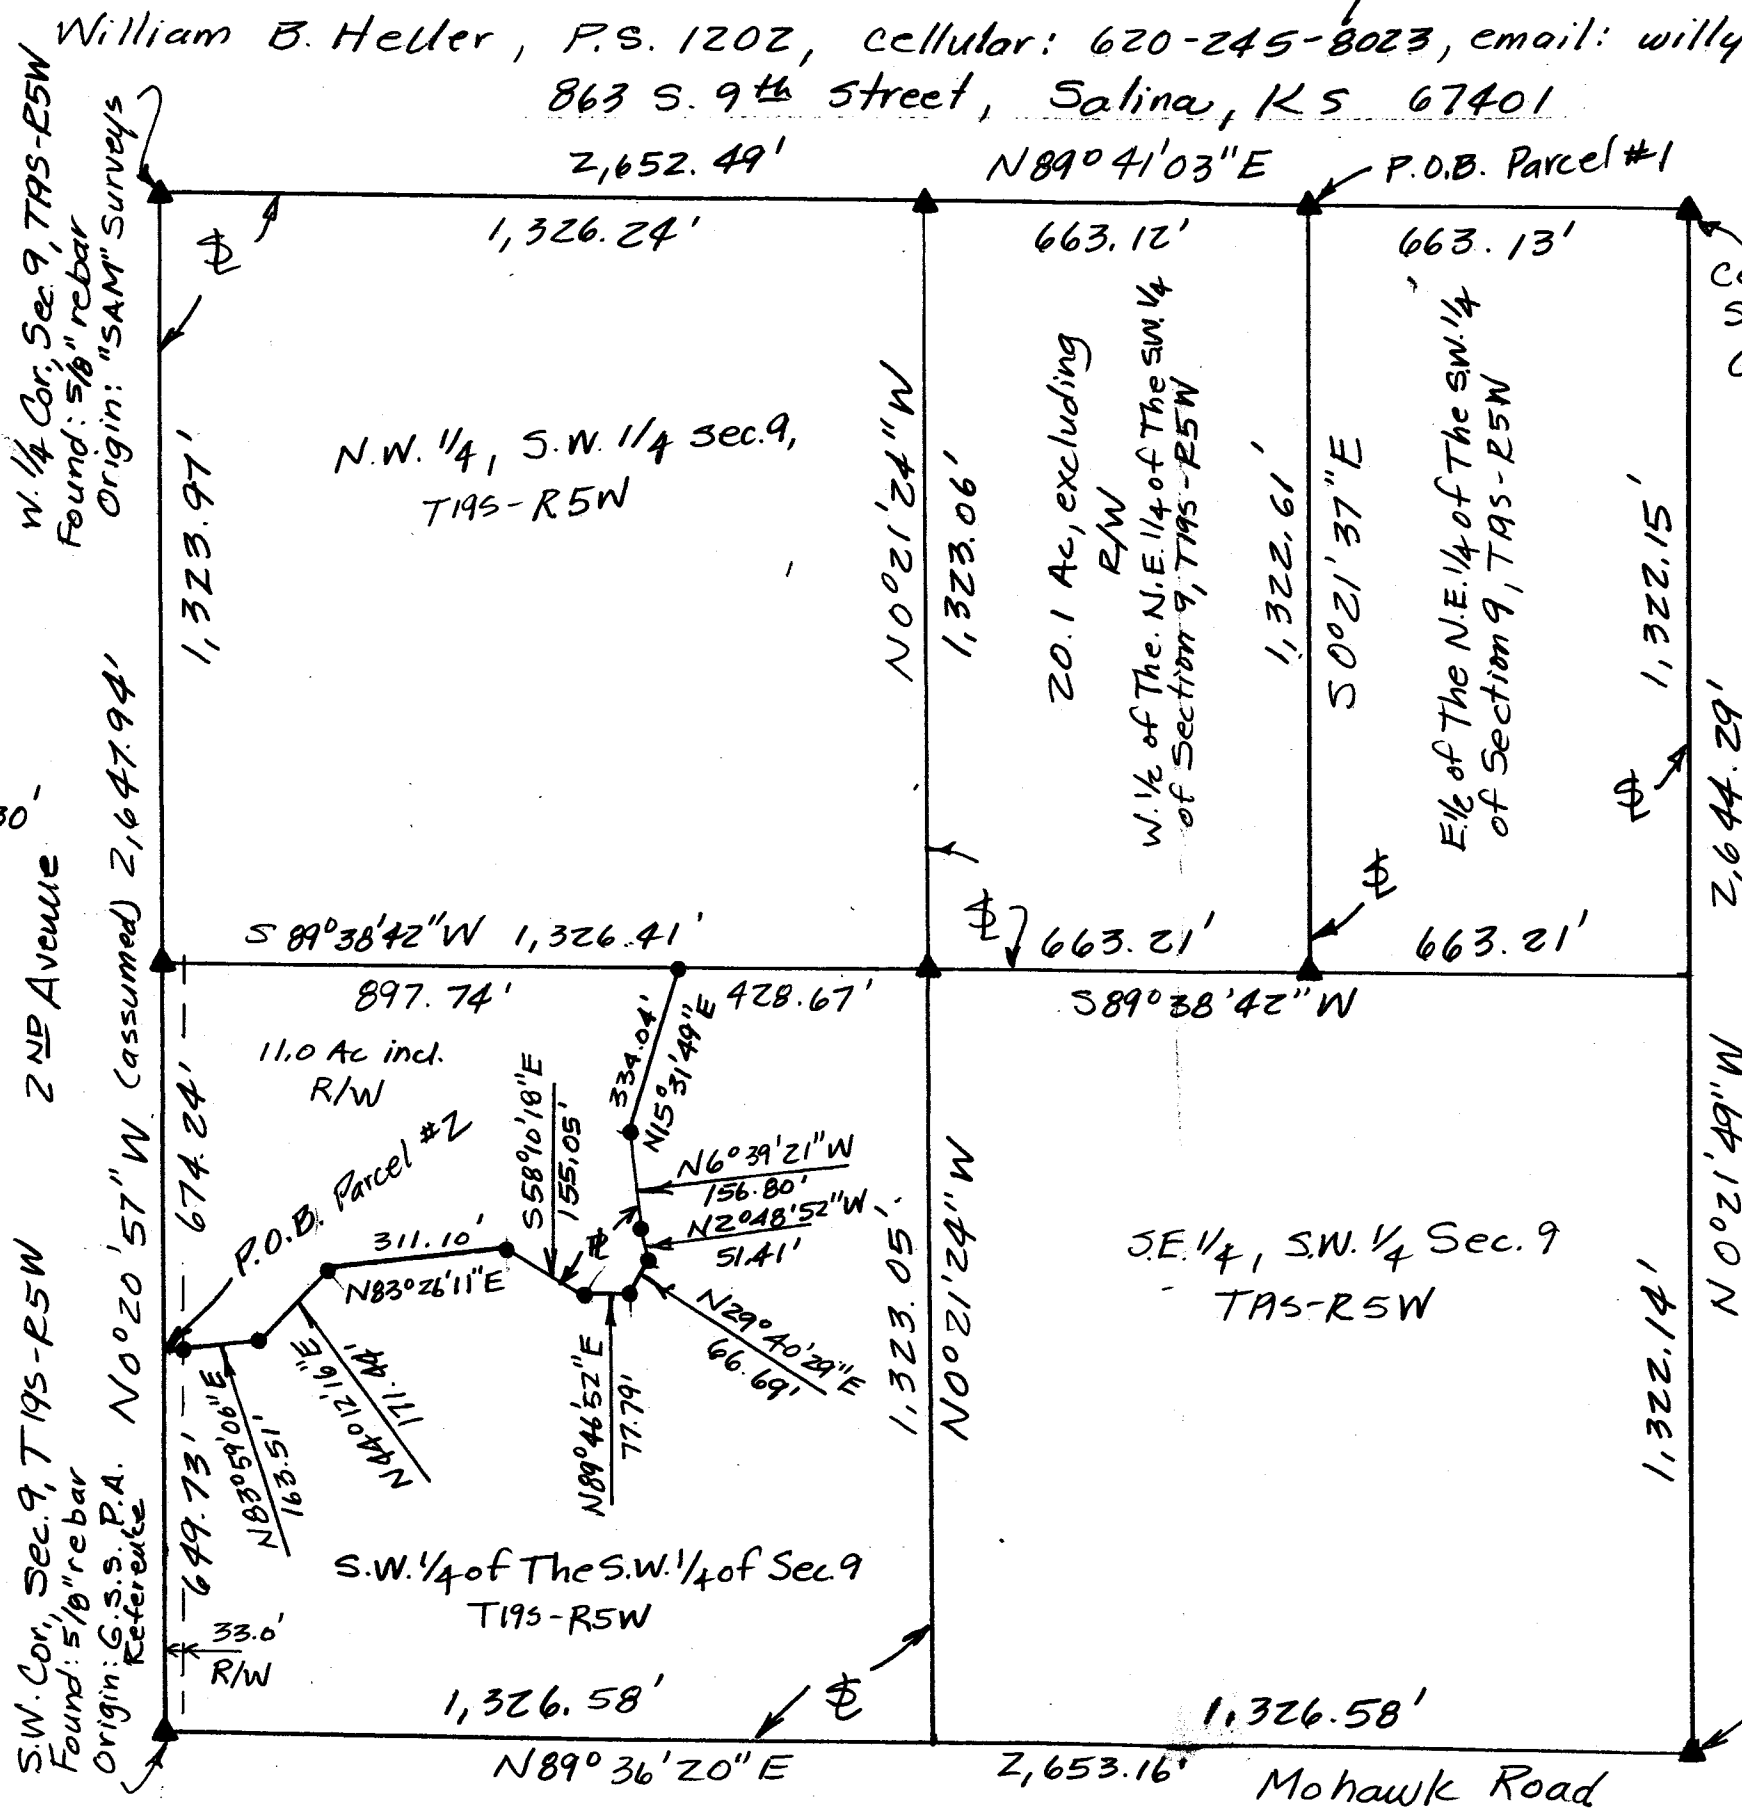 William B. Heller, P.S. 1202, cellular: 620-245-8023, email: willy
863 S. 9th Street, Salina, KS 67401
2,652.49' N89°41'03"E P.O.B. Parcel #1
W. 1/4 Cor., Sec. 9, T19S-R5W
Found: 5/8" rebar
Origin: "SAM" Surveys
1,326.24'
663.12'
663.13'
1,323.97'
N.W. 1/4, S.W. 1/4 Sec. 9,
T19S-R5W
N0°21'24"W
1,323.06'
20.1 Ac, excluding
R/W
W. 1/2 of The N.E. 1/4 of The S.W. 1/4
of Section 9, T19S-R5W
1,322.61'
S0°21'37"E
E 1/2 of The N.E. 1/4 of The S.W. 1/4
of Section 9, T19S-R5W
1,322.15'
2,644.29'
N0°21'49"W
2ND Avenue
N0°20'57"W (assumed) 2,647.94'
S89°38'42"W 1,326.41'
663.21'
663.21'
897.74'
428.67'
S89°38'42"W
11.0 Ac incl.
R/W
674.24'
P.O.B. Parcel #2
334.04'
N15°31'49"E
S58°10'18"E
155.05'
N6°39'21"W
156.80'
N2°48'52"W
51.41'
311.10'
N83°26'11"E
N29°40'29"E
66.69'
N89°46'52"E
77.79'
N44°12'16"E
171.44'
N83°59'06"E
163.51'
649.73'
1,323.05'
N0°21'24"W
S.E. 1/4, S.W. 1/4 Sec. 9
T19S-R5W
1,322.14'
S.W. 1/4 of The S.W. 1/4 of Sec. 9
T19S-R5W
33.0'
R/W
S.W. Cor., Sec. 9, T19S-R5W
Found: 5/8" rebar
Origin: G.S.S. P.A.
Reference
1,326.58'
1,326.58'
N89°36'20"E 2,653.16' Mohawk Road